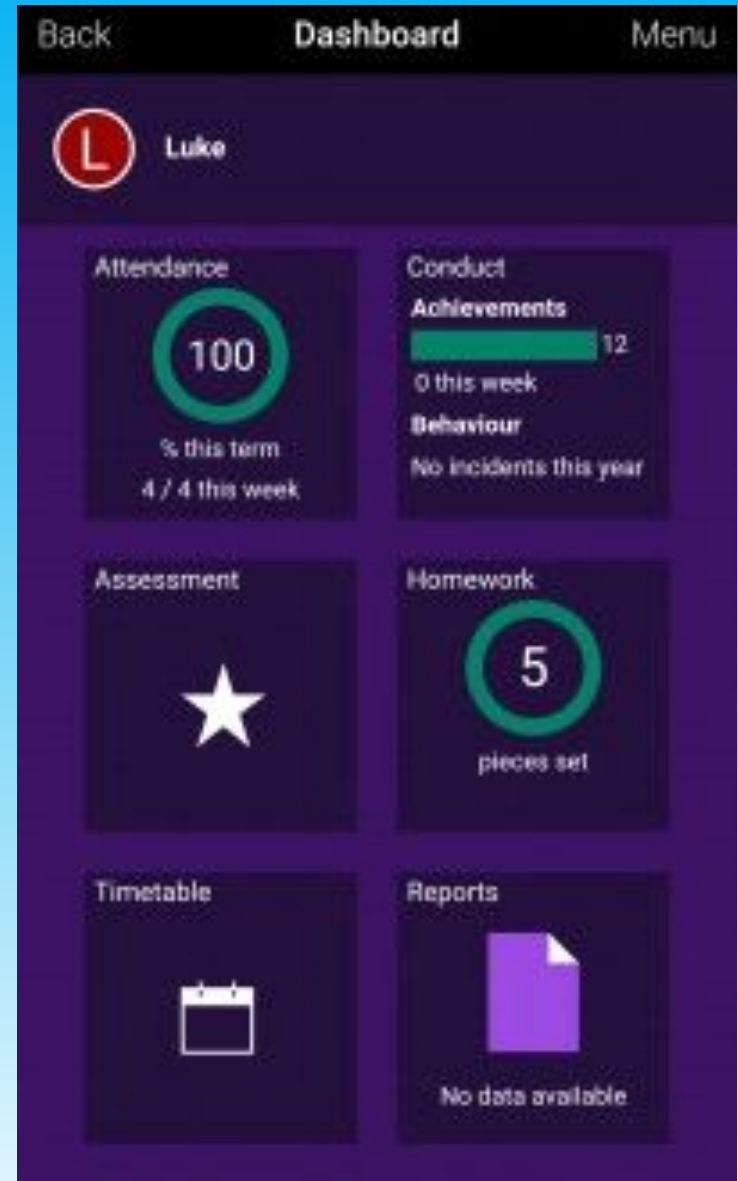 Back Dashboard Menu
L Luke
Attendance
100
% this term
4 / 4 this week
Conduct
Achievements
12
0 this week
Behaviour
No incidents this year
Assessment
Homework
5
pieces set
Timetable
Reports
No data available